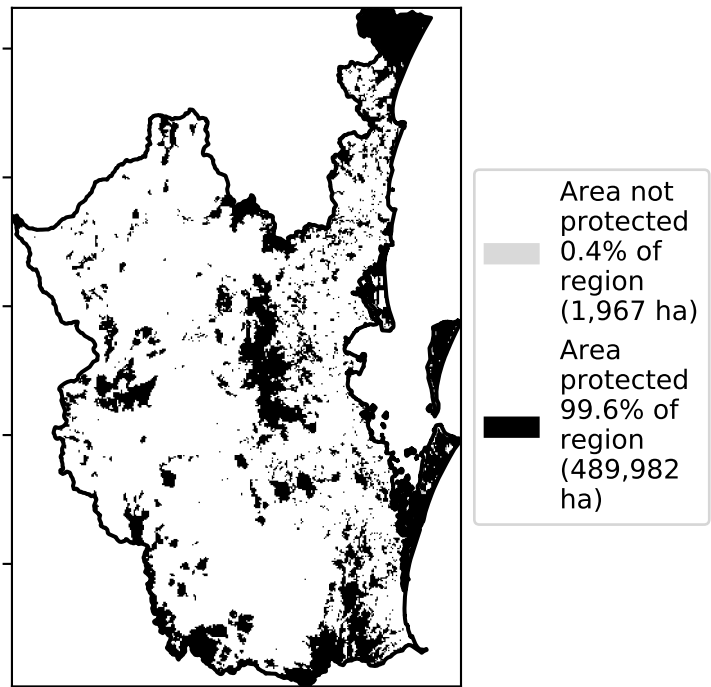 Area not
protected
0.4% of
region
(1,967 ha)
Area
protected
99.6% of
region
(489,982
ha)